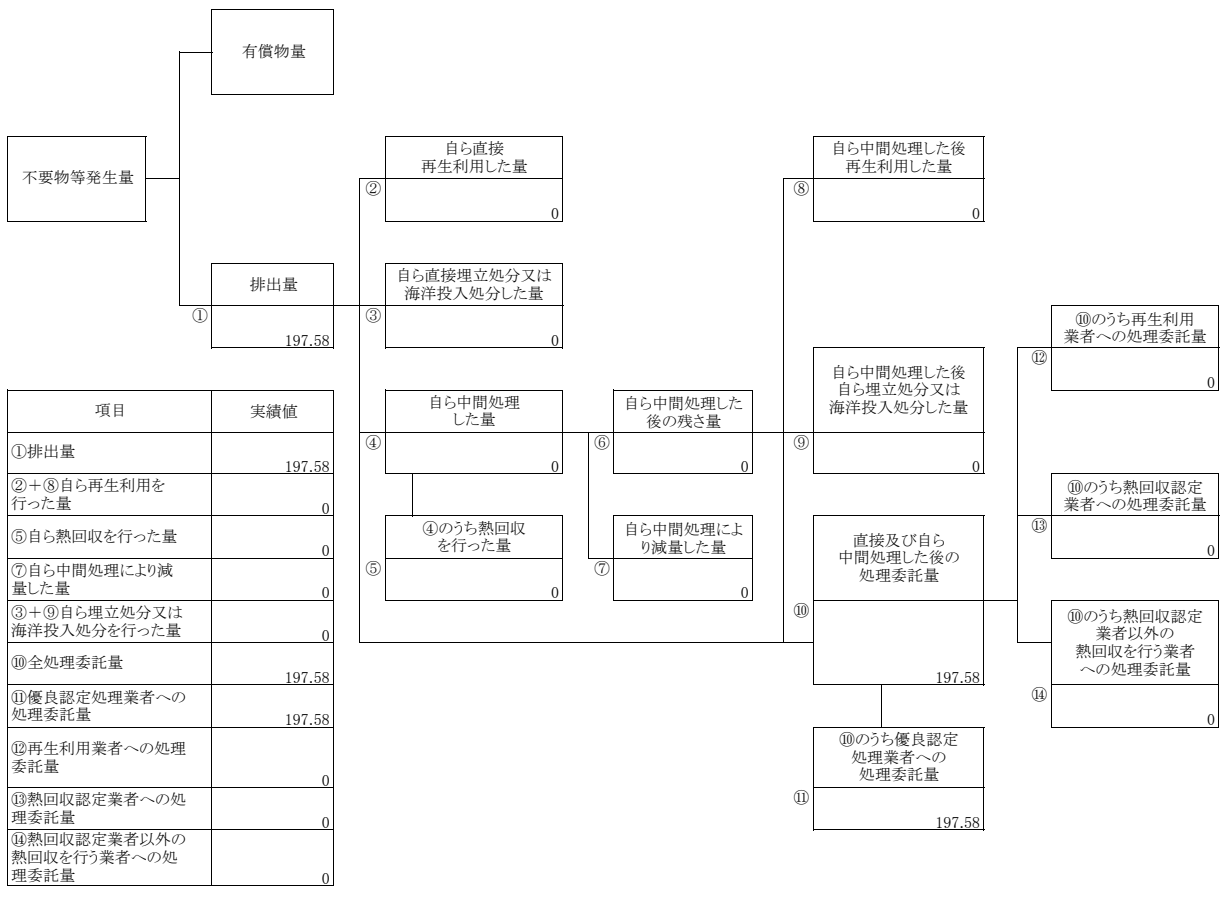 有償物量
不要物等発生量
自ら直接
再生利用した量
②
0
自ら中間処理した後
再生利用した量
⑧
0
排出量
①
197.58
自ら直接埋立処分又は
海洋投入処分した量
③
0
⑩のうち再生利用
業者への処理委託量
⑫
0
自ら中間処理
した量
④
0
自ら中間処理した
後の残さ量
⑥
0
自ら中間処理した後
自ら埋立処分又は
海洋投入処分した量
⑨
0
④のうち熱回収
を行った量
⑤
0
自ら中間処理によ
り減量した量
⑦
0
直接及び自ら
中間処理した後の
処理委託量
⑩
197.58
⑩のうち熱回収認定
業者への処理委託量
⑬
0
⑩のうち熱回収認定
業者以外の
熱回収を行う業者
への処理委託量
⑭
0
⑩のうち優良認定
処理業者への
処理委託量
⑪
197.58
項目 実績値
①排出量
197.58
②＋⑧自ら再生利用を
行った量
0
⑤自ら熱回収を行った量
0
⑦自ら中間処理により減
量した量
0
③＋⑨自ら埋立処分又は
海洋投入処分を行った量
0
⑩全処理委託量
197.58
⑪優良認定処理業者への
処理委託量
197.58
⑫再生利用業者への処理
委託量
0
⑬熱回収認定業者への処
理委託量
0
⑭熱回収認定業者以外の
熱回収を行う業者への処
理委託量
0